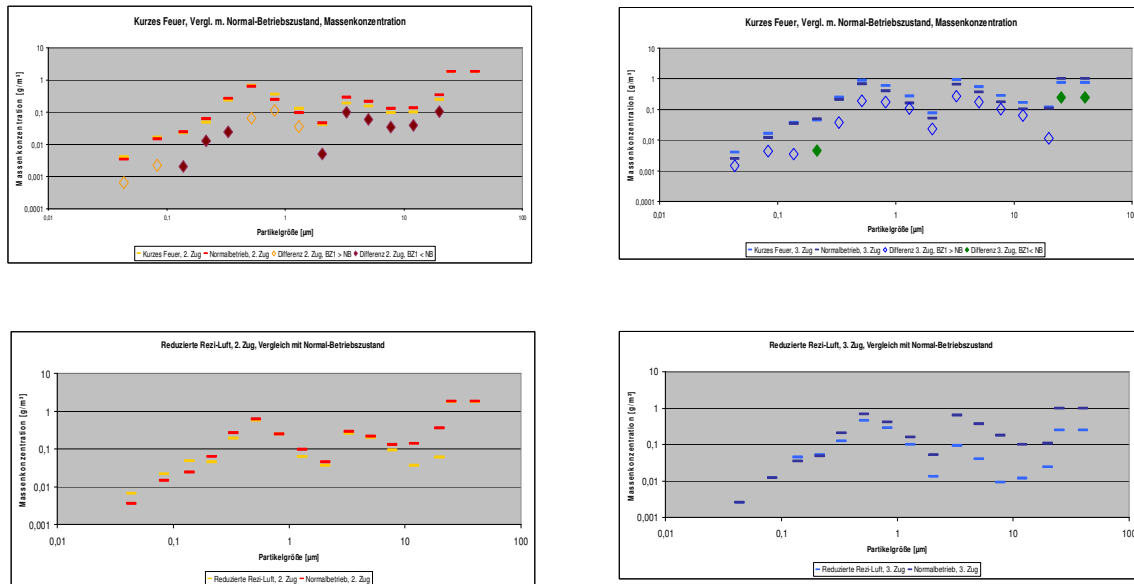 Kurzes Feuer, Vergl. m. Normal-Betriebszustand, Massenkonzentration
Massenkonzentration [g/m³]
10
1
0,1
0,01
0,001
0,0001
0,01
0,1
1
10
100
Partikelgröße [µm]
Kurzes Feuer, 2. Zug
Normalbetrieb, 2. Zug
Differenz 2. Zug, BZ1 > NB
Differenz 2. Zug, BZ1 < NB
Kurzes Feuer, Vergl. m. Normal-Betriebszustand, Massenkonzentration
Massenkonzentration [g/m³]
10
1
0,1
0,01
0,001
0,0001
0,01
0,1
1
10
100
Partikelgröße [µm]
Kurzes Feuer, 3. Zug
Normalbetrieb, 3. Zug
Differenz 3. Zug, BZ1 > NB
Differenz 3. Zug, BZ1< NB
Reduzierte Rezi-Luft, 2. Zug, Vergleich mit Normal-Betriebszustand
Massenkonzentration [g/m³]
10
1
0,1
0,01
0,001
0,01
0,1
1
10
100
Partikelgröße [µm]
Reduzierte Rezi-Luft, 2. Zug
Normalbetrieb, 2. Zug
Reduzierte Rezi-Luft, 3. Zug, Vergleich mit Normal-Betriebszustand
Massenkonzentration [g/m³]
10
1
0,1
0,01
0,001
0,01
0,1
1
10
100
Partikelgröße [µm]
Reduzierte Rezi-Luft, 3. Zug
Normalbetrieb, 3. Zug